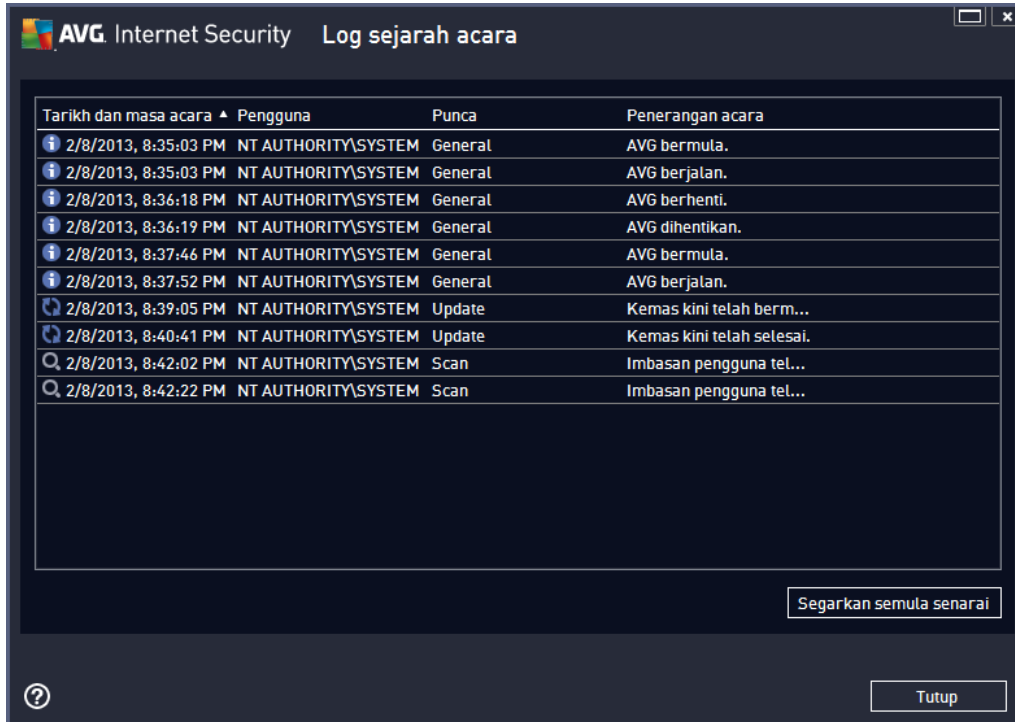 AVG. Internet Security Log sejarah acara
Tarikh dan masa acara Pengguna Punca Penerangan acara
2/8/2013, 8:35:03 PM NT AUTHORITY\SYSTEM General AVG bermula.
2/8/2013, 8:35:03 PM NT AUTHORITY\SYSTEM General AVG berjalan.
2/8/2013, 8:36:18 PM NT AUTHORITY\SYSTEM General AVG berhenti.
2/8/2013, 8:36:19 PM NT AUTHORITY\SYSTEM General AVG dihentikan.
2/8/2013, 8:37:46 PM NT AUTHORITY\SYSTEM General AVG bermula.
2/8/2013, 8:37:52 PM NT AUTHORITY\SYSTEM General AVG berjalan.
2/8/2013, 8:39:05 PM NT AUTHORITY\SYSTEM Update Kemas kini telah berm...
2/8/2013, 8:40:41 PM NT AUTHORITY\SYSTEM Update Kemas kini telah selesai.
2/8/2013, 8:42:02 PM NT AUTHORITY\SYSTEM Scan Imbasan pengguna tel...
2/8/2013, 8:42:22 PM NT AUTHORITY\SYSTEM Scan Imbasan pengguna tel...
Segarkan semula senarai
Tutup